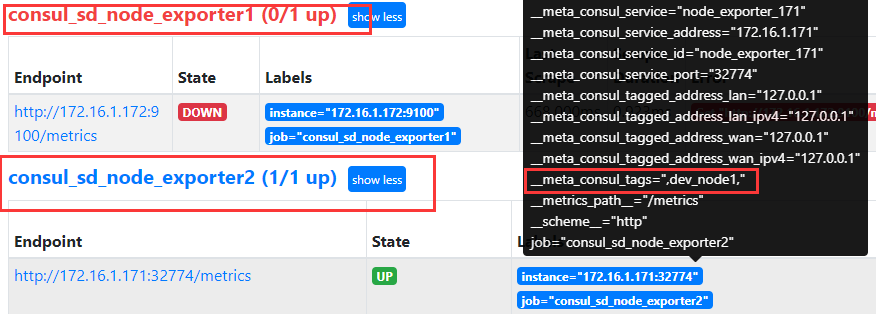 consul_sd_node_exporter1 (0/1 up) show less
Endpoint State Labels
http://172.16.1.172:9
100/metrics
DOWN
instance="172.16.1.172:9100"
job="consul_sd_node_exporter1"
consul_sd_node_exporter2 (1/1 up) show less
Endpoint State
http://172.16.1.171:32774/metrics UP instance="172.16.1.171:32774"
job="consul_sd_node_exporter2"
__meta_consul_service="node_exporter_171"
__meta_consul_service_address="172.16.1.171"
__meta_consul_service_id="node_exporter_171"
__meta_consul_service_port="32774"
__meta_consul_tagged_address_lan="127.0.0.1"
__meta_consul_tagged_address_lan_ipv4="127.0.0.1"
__meta_consul_tagged_address_wan="127.0.0.1"
__meta_consul_tagged_address_wan_ipv4="127.0.0.1"
__meta_consul_tags=",dev_node1,"
__metrics_path__="/metrics"
__scheme__="http"
job="consul_sd_node_exporter2"